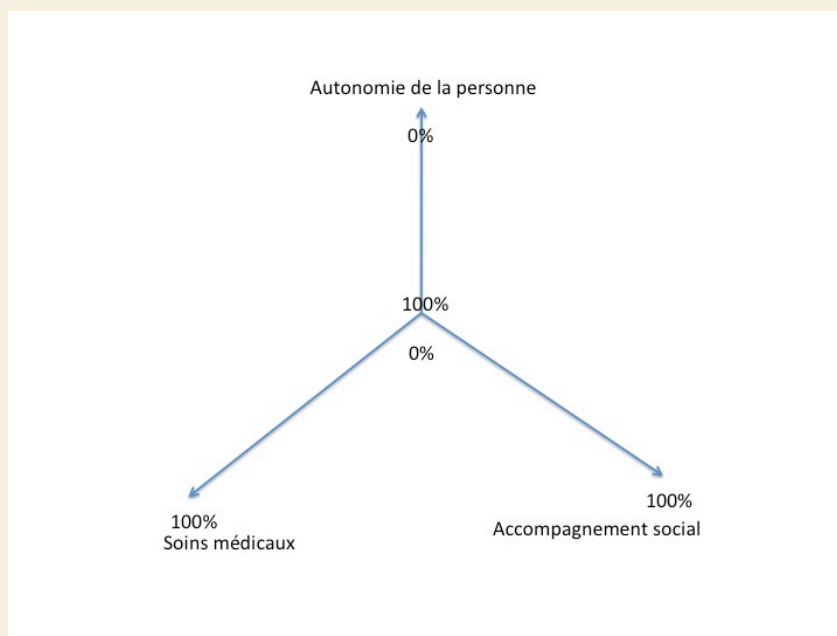 Autonomie de la personne
0%
100%
0%
100%
Accompagnement social
100%
Soins médicaux